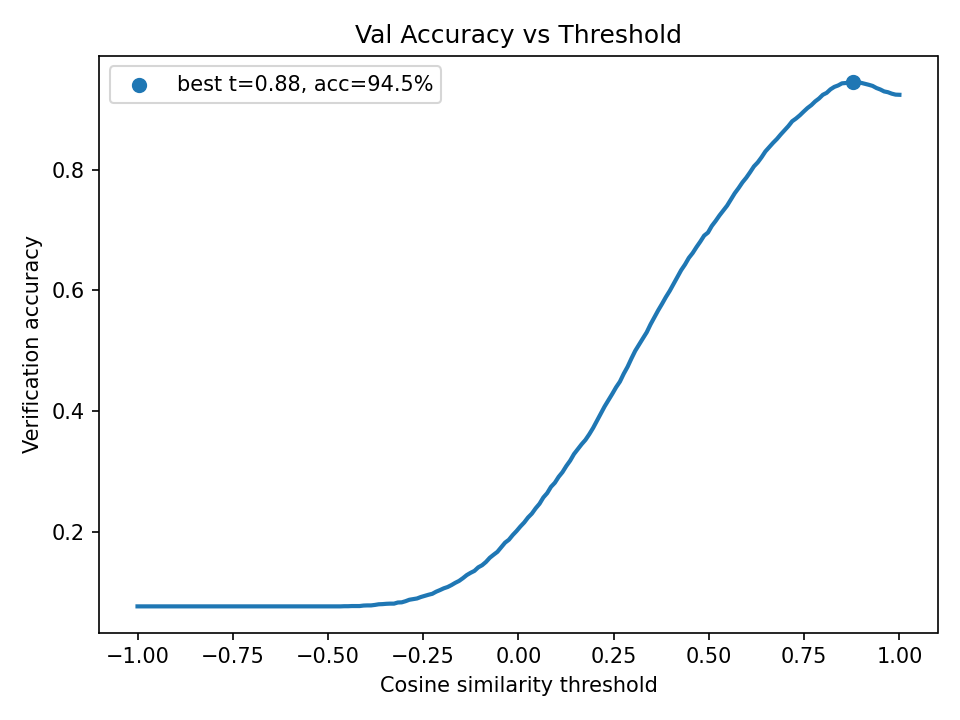 Val Accuracy vs Threshold
best t=0.88, acc=94.5%
Verification accuracy
0.8
0.6
0.4
0.2
−1.00 −0.75 −0.50 −0.25 0.00 0.25 0.50 0.75 1.00
Cosine similarity threshold